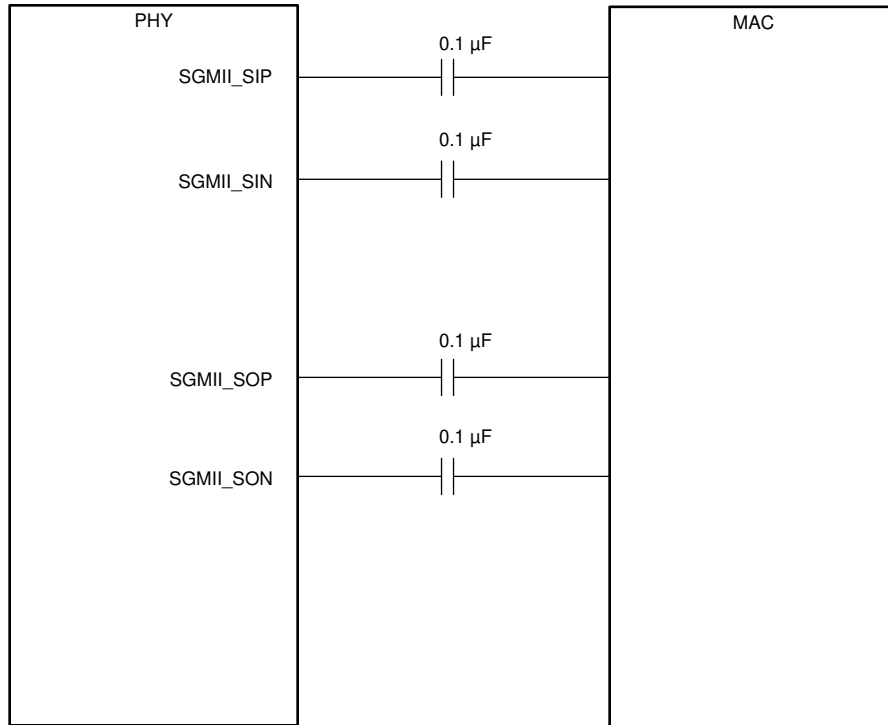 PHY
MAC
0.1 µF
SGMII_SIP
0.1 µF
SGMII_SIN
0.1 µF
SGMII_SOP
0.1 µF
SGMII_SON